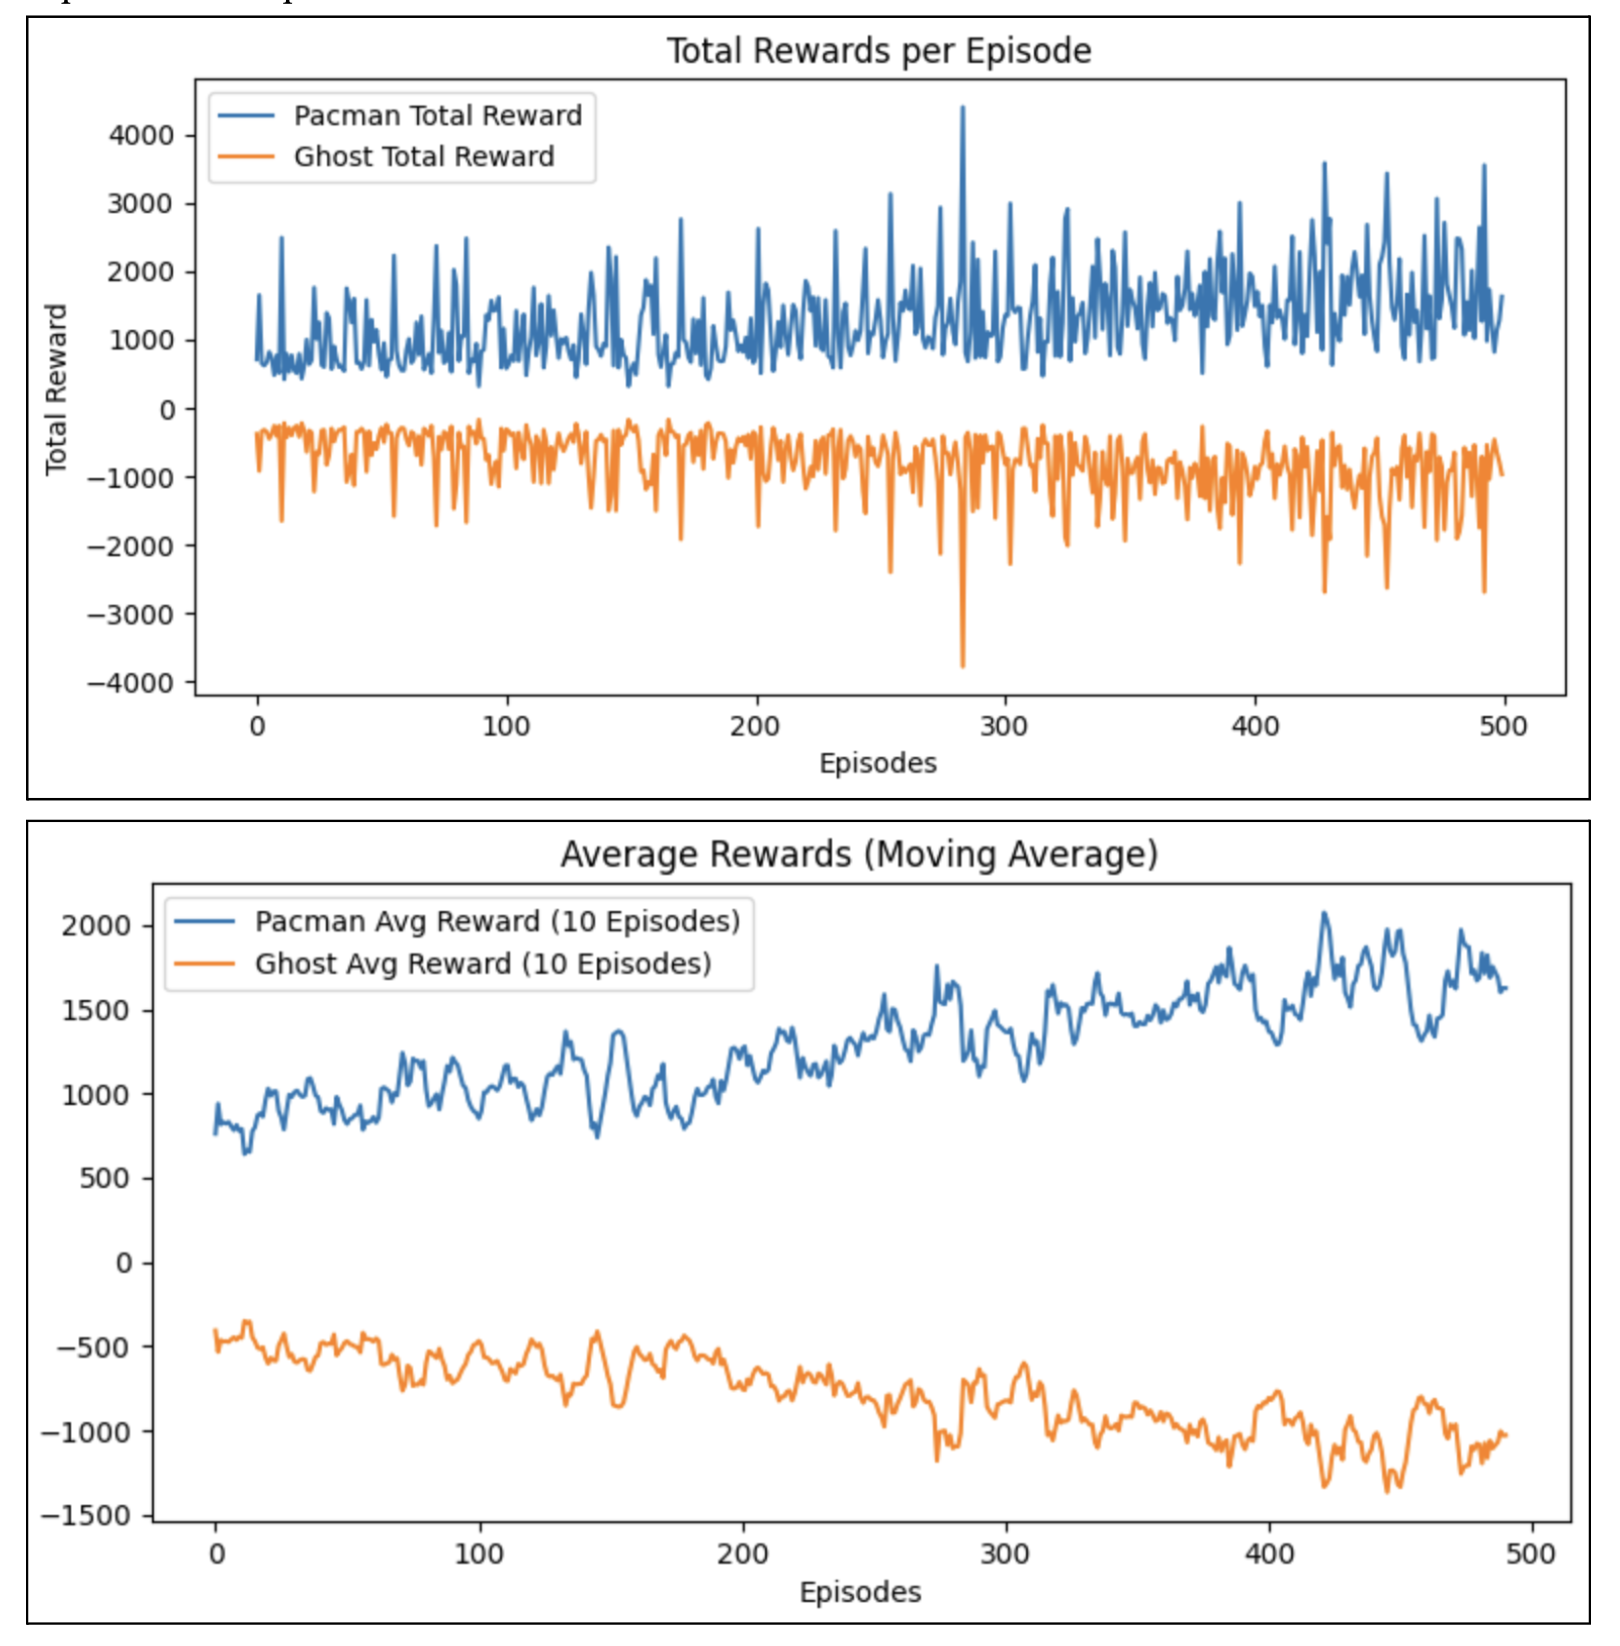 Total Rewards per Episode
Pacman Total Reward
Ghost Total Reward
4000
3000
2000
1000
0
−1000
−2000
−3000
−4000
Total Reward
0 100 200 300 400 500
Episodes
Average Rewards (Moving Average)
Pacman Avg Reward (10 Episodes)
Ghost Avg Reward (10 Episodes)
2000
1500
1000
500
0
−500
−1000
−1500
0 100 200 300 400 500
Episodes